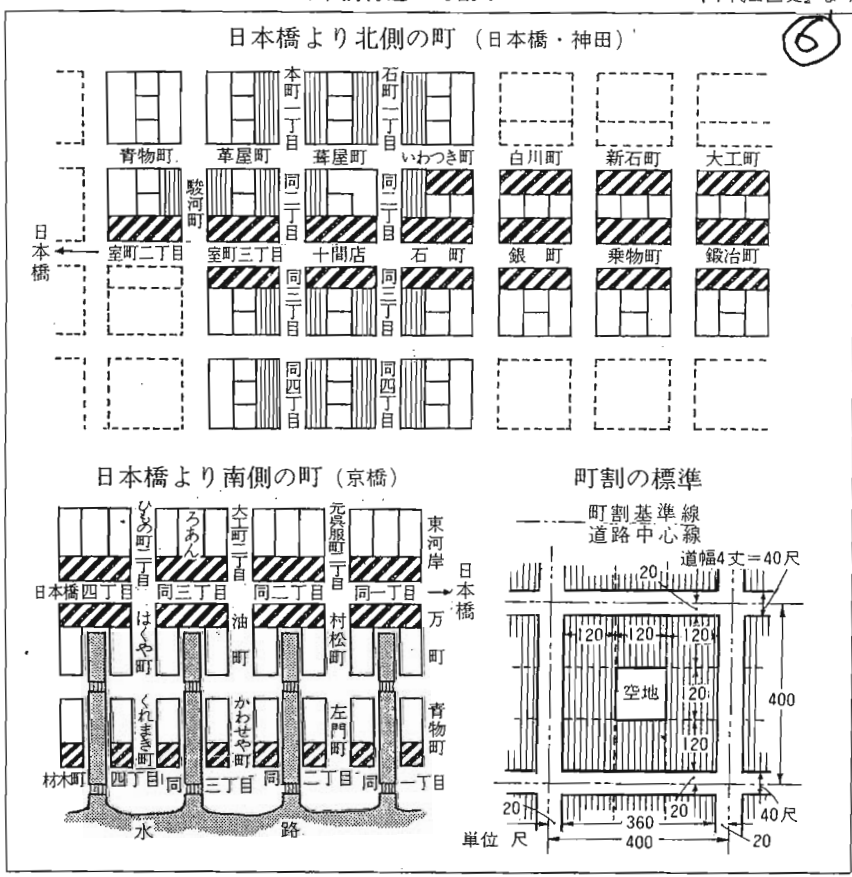 ⑥
日本橋より北側の町（日本橋・神田）
本町一丁目
石町一丁目
青物町
革屋町
葺屋町
いわつき町
白川町
新石町
大工町
駿河町
同二丁目
同二丁目
日本橋
室町二丁目
室町三丁目
十間店
石町
銀町
乗物町
鍛冶町
同三丁目
同三丁目
同四丁目
同四丁目
日本橋より南側の町（京橋）
ひもの町二丁目
ろあん
大工町二丁目
元呉服町二丁目
東河岸
日本橋四丁目
同三丁目
同二丁目
同一丁目
日本橋
はくや町
油町
村松町
万町
くれまき町
かわせや町
左門町
青物町
材木町
四丁目
同
三丁目
同
二丁目
同
一丁目
水路
町割の標準
町割基準線
道路中心線
道幅4丈=40尺
20
120
120
120
空地
120
400
120
20
20
20
360
40尺
単位 尺
400
20